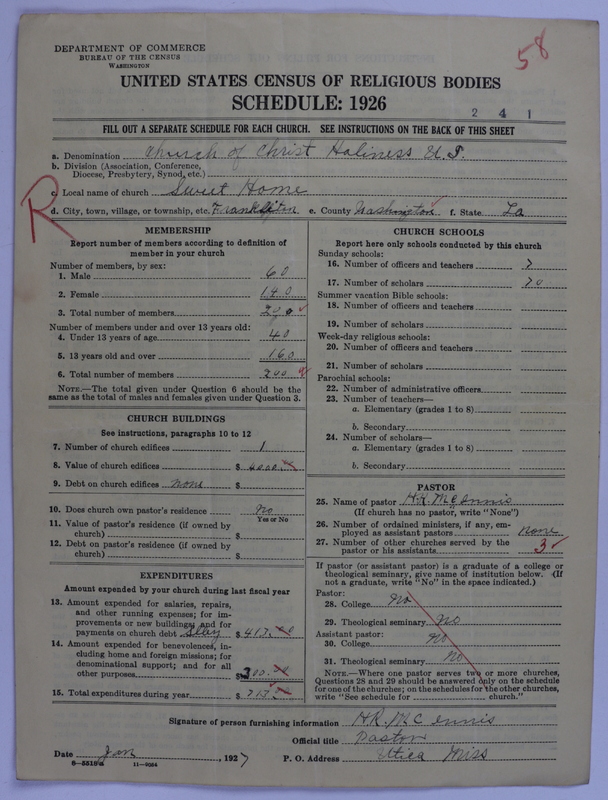 DEPARTMENT OF COMMERCE
BUREAU OF THE CENSUS
WASHINGTON
58
UNITED STATES CENSUS OF RELIGIOUS BODIES
SCHEDULE: 1926
2 4 1
FILL OUT A SEPARATE SCHEDULE FOR EACH CHURCH. SEE INSTRUCTIONS ON THE BACK OF THIS SHEET
a. Denomination Church of Christ Holiness U.S.
b. Division (Association, Conference, Diocese, Presbytery, Synod, etc.)
R
c. Local name of church Sweet Home
d. City, town, village, or township, etc. Franklinton e. County Washington f. State La
MEMBERSHIP
Report number of members according to definition of member in your church
Number of members, by sex:
1. Male 60
2. Female 140
3. Total number of members 200
Number of members under and over 13 years old:
4. Under 13 years of age 40
5. 13 years old and over 160
6. Total number of members 200
NOTE.—The total given under Question 6 should be the same as the total of males and females given under Question 3.
CHURCH BUILDINGS
See instructions, paragraphs 10 to 12
7. Number of church edifices 1
8. Value of church edifices $ 4000.00
9. Debt on church edifices none $
10. Does church own pastor's residence No
Yes or No
11. Value of pastor's residence (if owned by church) $
12. Debt on pastor's residence (if owned by church) $
EXPENDITURES
Amount expended by your church during last fiscal year
13. Amount expended for salaries, repairs, and other running expenses; for improvements or new building; and for payments on church debt $ 413.00
14. Amount expended for benevolences, including home and foreign missions; for denominational support; and for all other purposes $ 300.00
15. Total expenditures during year $ 713.00
CHURCH SCHOOLS
Report here only schools conducted by this church
Sunday schools:
16. Number of officers and teachers 7
17. Number of scholars 70
Summer vacation Bible schools:
18. Number of officers and teachers
19. Number of scholars
Week-day religious schools:
20. Number of officers and teachers
21. Number of scholars
Parochial schools:
22. Number of administrative officers
23. Number of teachers—
a. Elementary (grades 1 to 8)
b. Secondary
24. Number of scholars—
a. Elementary (grades 1 to 8)
b. Secondary
PASTOR
25. Name of pastor H.R. McInnis
(If church has no pastor, write "None")
26. Number of ordained ministers, if any, employed as assistant pastors none
27. Number of other churches served by the pastor or his assistants 3
If pastor (or assistant pastor) is a graduate of a college or theological seminary, give name of institution below. (If not a graduate, write "No" in the space indicated.)
Pastor:
28. College No
29. Theological seminary No
Assistant pastor:
30. College No
31. Theological seminary No
NOTE.—Where one pastor serves two or more churches, Questions 28 and 29 should be answered only on the schedule for one of the churches; on the schedules for the other churches, write "See schedule for ______ church."
Signature of person furnishing information H.R. McInnis
Official title Pastor
Date Jan, 1927 P. O. Address Utica Miss
8—5518a 11—9054